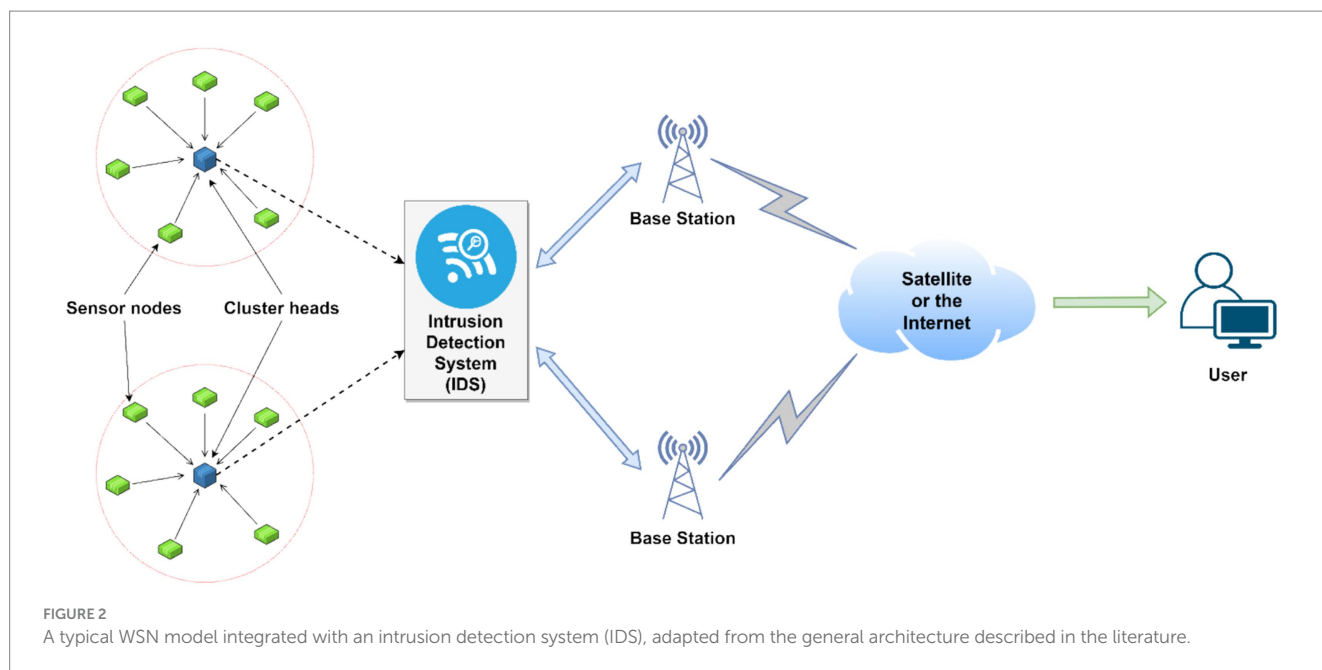 Sensor nodes
Cluster heads
Intrusion
Detection
System
(IDS)
Base Station
Base Station
Satellite
or the
Internet
User
FIGURE 2
A typical WSN model integrated with an intrusion detection system (IDS), adapted from the general architecture described in the literature.